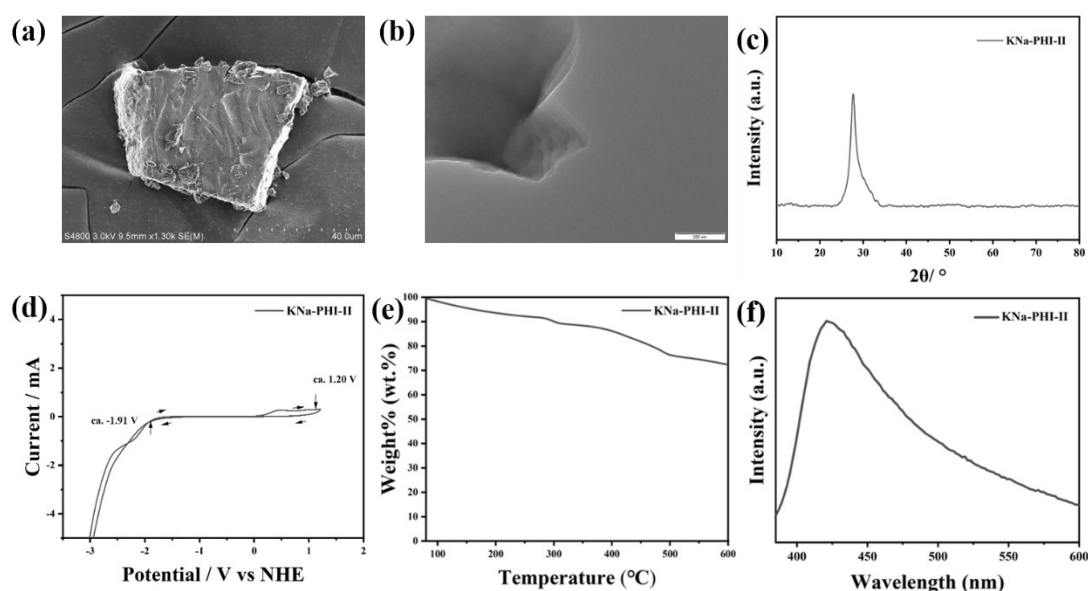 (a)
S4800 3.0kV 9.5mm x1.30k SE(M)
40.0um
(b)
(c)
KNa-PHI-II
Intensity (a.u.)
10 20 30 40 50 60 70 80
2θ/ °
(d)
KNa-PHI-II
ca. 1.20 V
ca. -1.91 V
Current / mA
4
2
0
-2
-4
-3 -2 -1 0 1
Potential / V vs NHE
(e)
KNa-PHI-II
Weight% (wt.%)
100
90
80
70
60
50
40
30
20
10
0
100 200 300 400 500 600
Temperature (℃)
(f)
KNa-PHI-II
Intensity (a.u.)
400 450 500 550 600
Wavelength (nm)